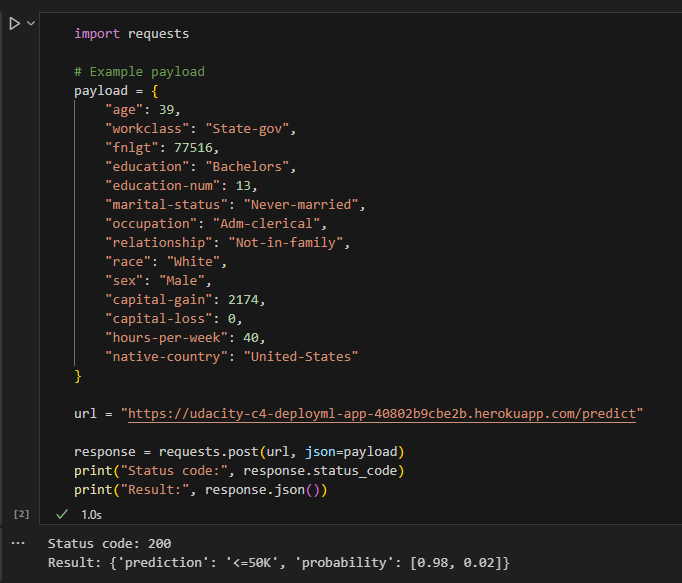 import requests
# Example payload
payload = {
"age": 39,
"workclass": "State-gov",
"fnlgt": 77516,
"education": "Bachelors",
"education-num": 13,
"marital-status": "Never-married",
"occupation": "Adm-clerical",
"relationship": "Not-in-family",
"race": "White",
"sex": "Male",
"capital-gain": 2174,
"capital-loss": 0,
"hours-per-week": 40,
"native-country": "United-States"
}
url = "https://udacity-c4-deployml-app-40802b9cbe2b.herokuapp.com/predict"
response = requests.post(url, json=payload)
print("Status code:", response.status_code)
print("Result:", response.json())
[2] 1.0s
Status code: 200
Result: {'prediction': '<=50K', 'probability': [0.98, 0.02]}